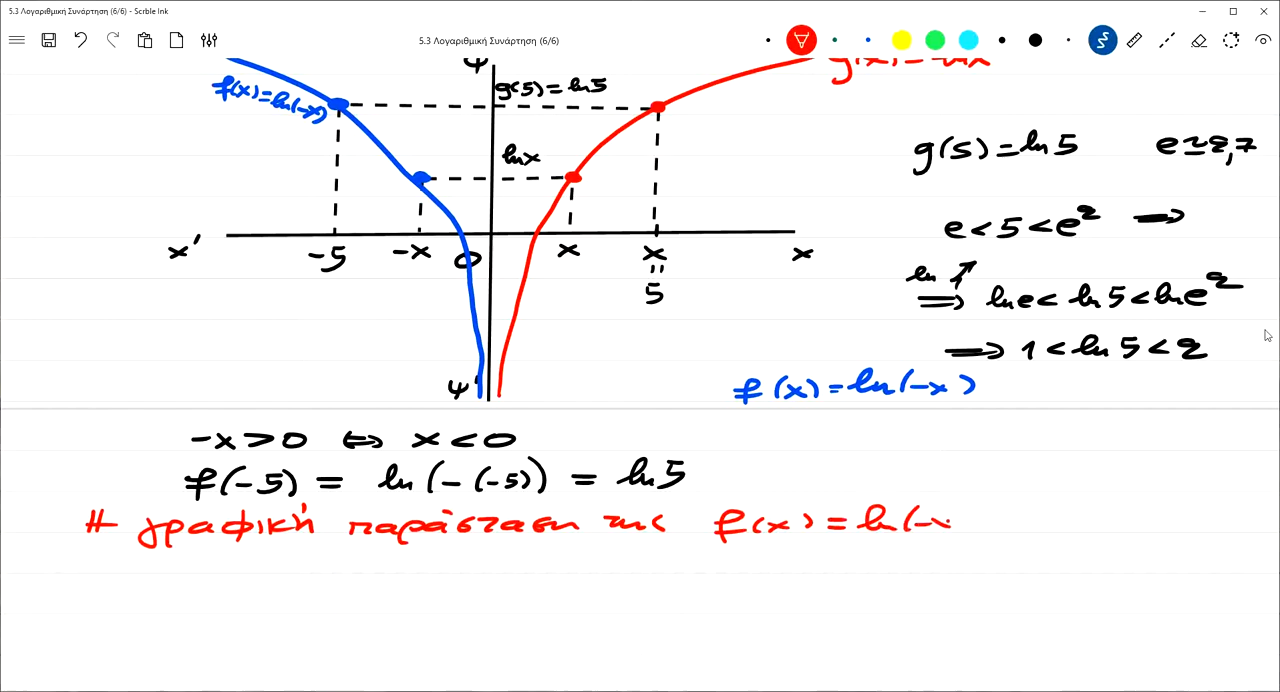 5.3 Λογαριθμική Συνάρτηση (6/6) - Scrble Ink
5.3 Λογαριθμική Συνάρτηση (6/6)
ψ
g(x)=lnx
f(x)=ln(-x)
g(5)=ln5
lnx
g(5)=ln5 e≃2,7
e<5<e²  ⟹
x' -5 -x 0 x x x
"
5
ln ↗
⟹ lne<ln5<lne²
⟹ 1<ln5<2
ψ'
f(x)=ln(-x)
-x>0 ⇔ x<0
f(-5) = ln(-(-5)) = ln5
Η γραφική παράσταση της f(x)=ln(-x